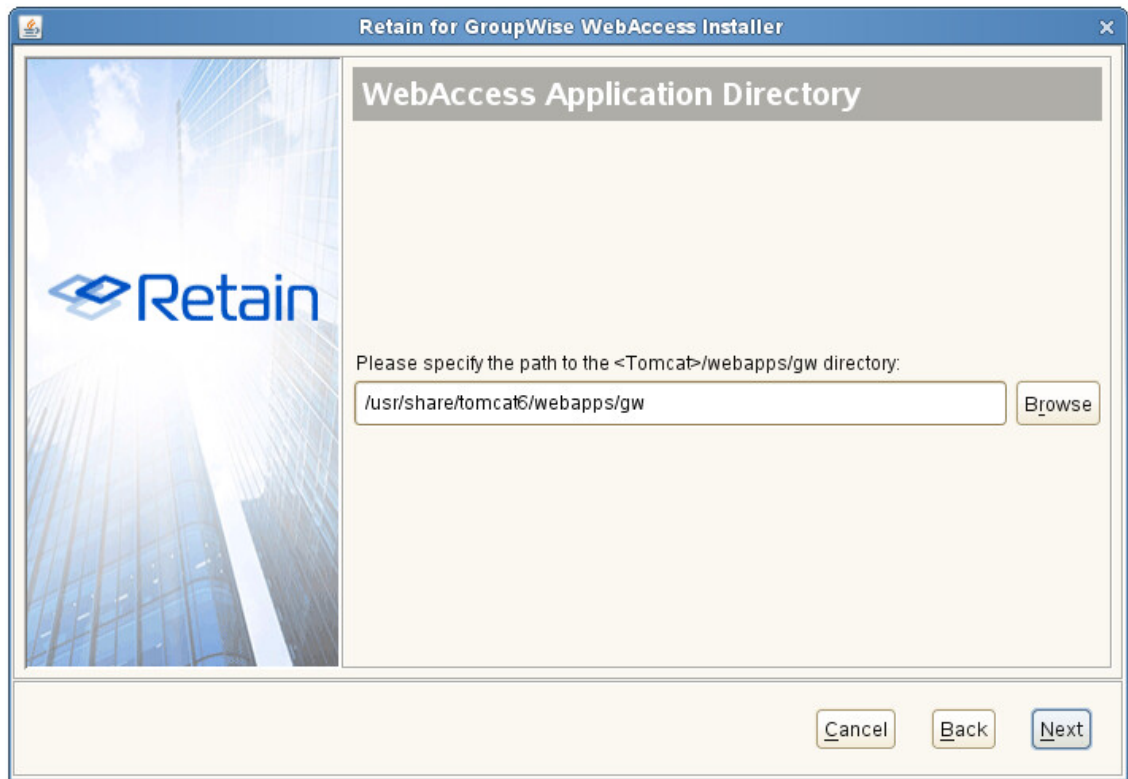 Retain for GroupWise WebAccess Installer
WebAccess Application Directory
Retain
Please specify the path to the <Tomcat>/webapps/gw directory:
/usr/share/tomcat6/webapps/gw
Browse
Cancel
Back
Next